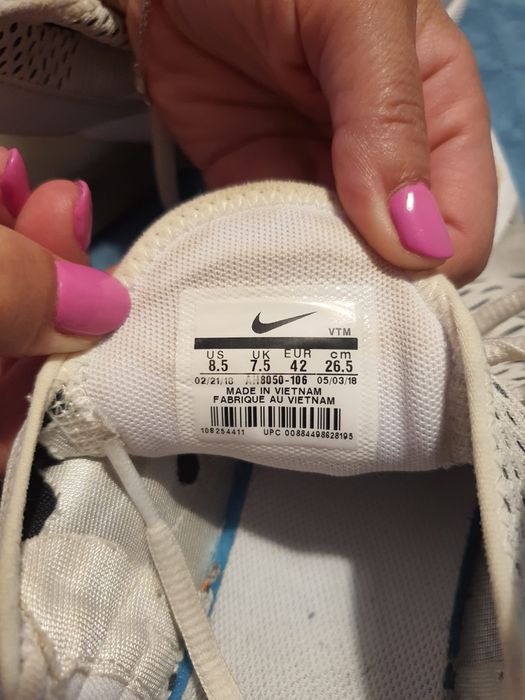 VTM
US UK EUR cm
8.5 7.5 42 26.5
02/21/18 AH8050-106 05/03/18
MADE IN VIETNAM
FABRIQUE AU VIETNAM
108254411 UPC 00884498628195